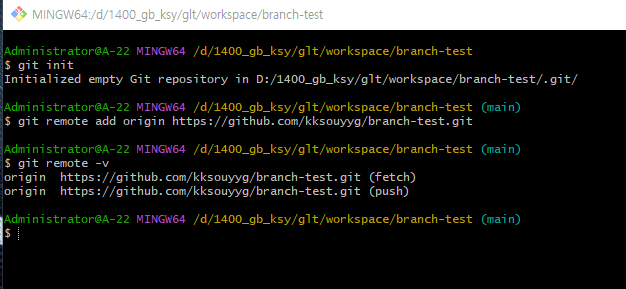 MINGW64:/d/1400_gb_ksy/glt/workspace/branch-test
Administrator@A-22 MINGW64 /d/1400_gb_ksy/glt/workspace/branch-test
$ git init
Initialized empty Git repository in D:/1400_gb_ksy/glt/workspace/branch-test/.git/
Administrator@A-22 MINGW64 /d/1400_gb_ksy/glt/workspace/branch-test (main)
$ git remote add origin https://github.com/kksouyyg/branch-test.git
Administrator@A-22 MINGW64 /d/1400_gb_ksy/glt/workspace/branch-test (main)
$ git remote -v
origin  https://github.com/kksouyyg/branch-test.git (fetch)
origin  https://github.com/kksouyyg/branch-test.git (push)
Administrator@A-22 MINGW64 /d/1400_gb_ksy/glt/workspace/branch-test (main)
$